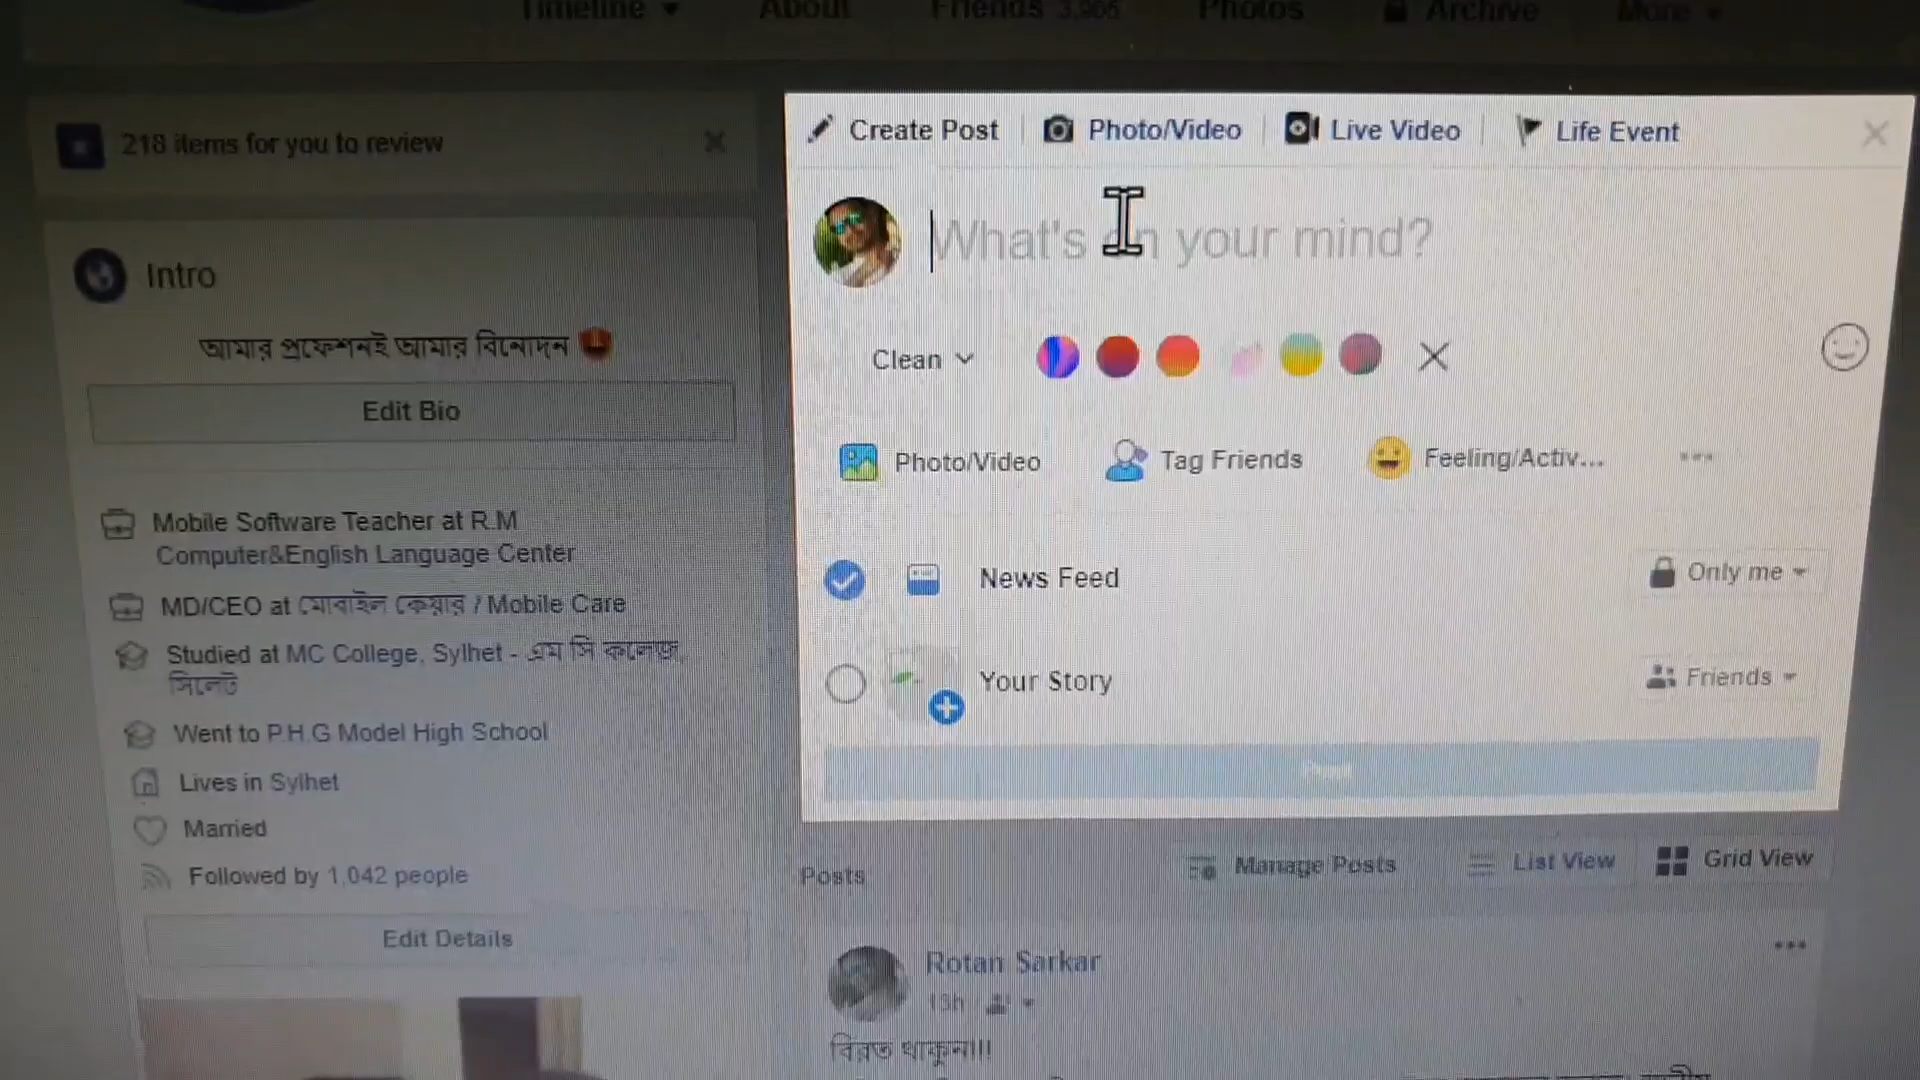 Timeline
About
Friends 3,905
Photos
Archive
More
218 items for you to review
Intro
আমার প্রফেশনই আমার বিনোদন
Edit Bio
Mobile Software Teacher at R.M
Computer&English Language Center
MD/CEO at মোবাইল কেয়ার / Mobile Care
Studied at MC College, Sylhet - এম সি কলেজ,
সিলেট
Went to P.H.G Model High School
Lives in Sylhet
Married
Followed by 1,042 people
Edit Details
Create Post
Photo/Video
Live Video
Life Event
What's on your mind?
Clean
Photo/Video
Tag Friends
Feeling/Activ...
News Feed
Only me
Your Story
Friends
Post
Posts
Manage Posts
List View
Grid View
Rotan Sarkar
13h
বিরত থাকুন!!!